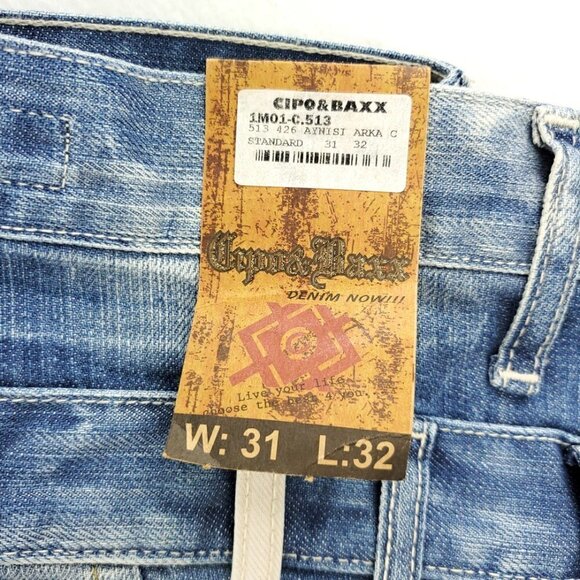 CIPO&BAXX
1M01-C.513
513 426 AYNISI ARKA C
STANDARD 31 32
Cipo&Baxx
DENIM NOW!!!
Live your life
choose the best 4 you.
W: 31 L:32